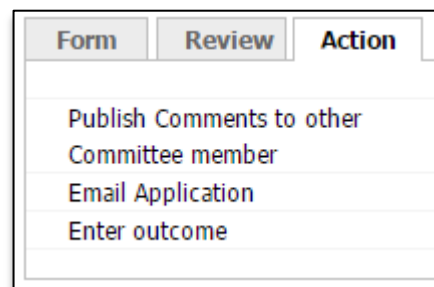 Form Review Action
Publish Comments to other
Committee member
Email Application
Enter outcome